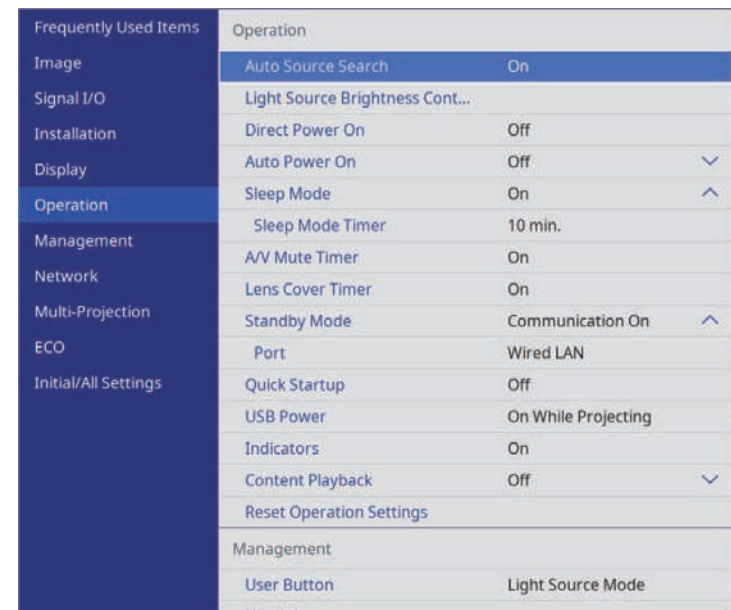 Frequently Used Items
Image
Signal I/O
Installation
Display
Operation
Management
Network
Multi-Projection
ECO
Initial/All Settings
Operation
Auto Source Search On
Light Source Brightness Cont...
Direct Power On Off
Auto Power On Off
Sleep Mode On
Sleep Mode Timer 10 min.
A/V Mute Timer On
Lens Cover Timer On
Standby Mode Communication On
Port Wired LAN
Quick Startup Off
USB Power On While Projecting
Indicators On
Content Playback Off
Reset Operation Settings
Management
User Button Light Source Mode